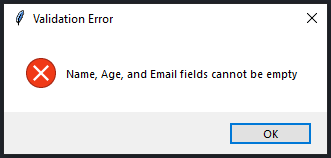 Validation Error
Name, Age, and Email fields cannot be empty
OK